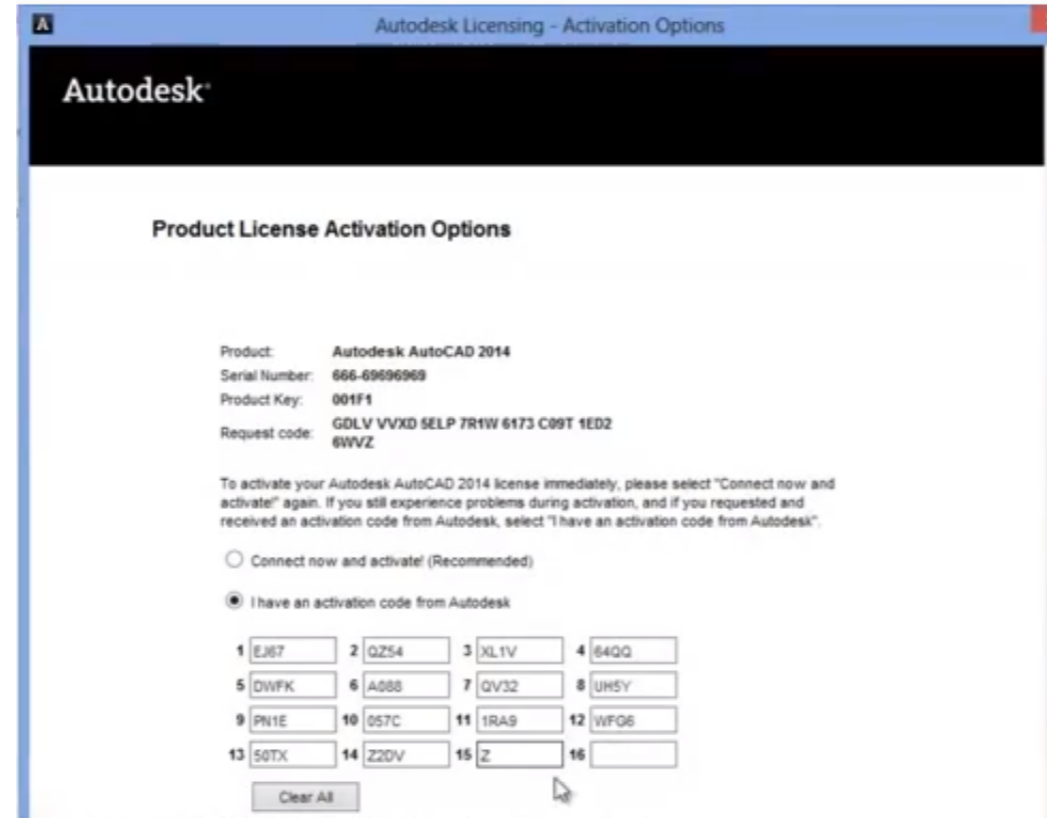 Autodesk Licensing - Activation Options
Autodesk
Product License Activation Options
Product: Autodesk AutoCAD 2014
Serial Number: 666-69696969
Product Key: 001F1
Request code: GDLV VVXD 5ELP 7R1W 6173 C09T 1ED2
6WVZ
To activate your Autodesk AutoCAD 2014 license immediately, please select "Connect now and
activate!" again. If you still experience problems during activation, and if you requested and
received an activation code from Autodesk, select "I have an activation code from Autodesk".
Connect now and activate! (Recommended)
I have an activation code from Autodesk
1 EJ67 2 QZ54 3 XL1V 4 64QQ
5 DWFK 6 A088 7 QV32 8 UH5Y
9 PN1E 10 057C 11 1RA9 12 WFG6
13 50TX 14 Z2DV 15 Z 16
Clear All